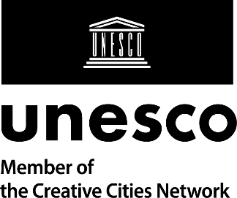 UNESCO
unesco
Member of
the Creative Cities Network